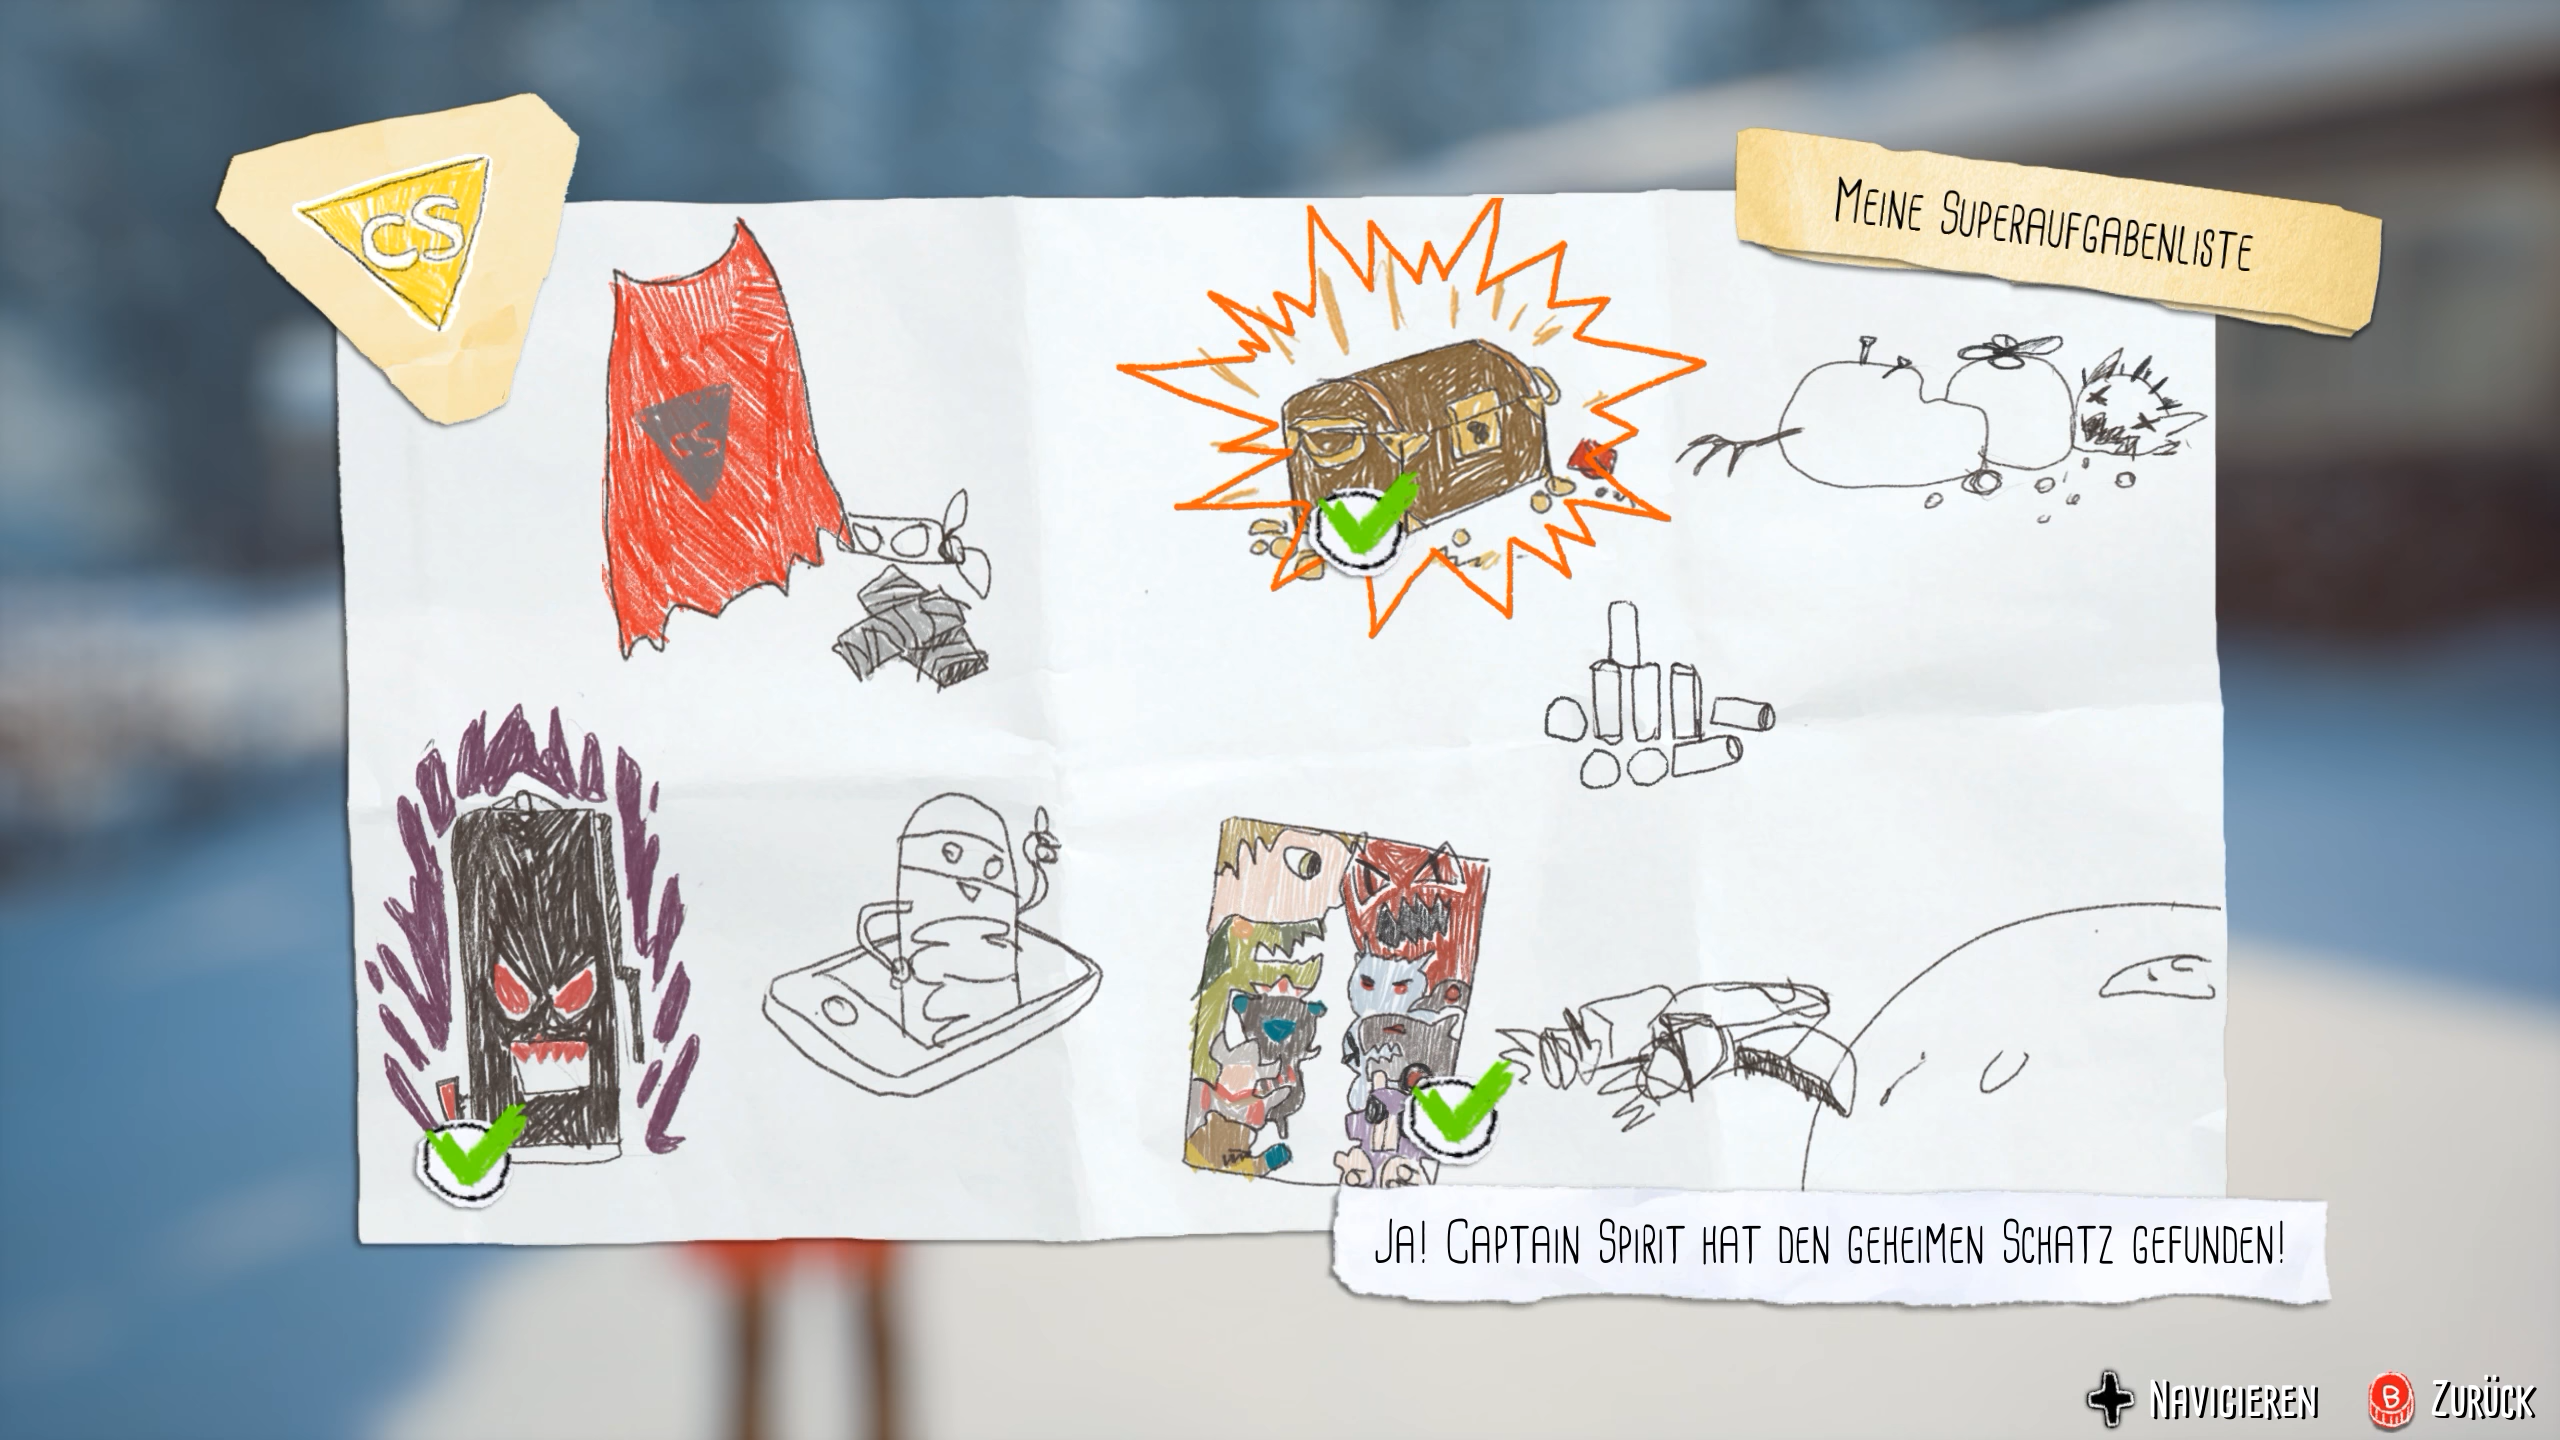 CS
Meine Superaufgabenliste
CS
Ja! Captain Spirit hat den geheimen Schatz gefunden!
Navigieren
B Zurück